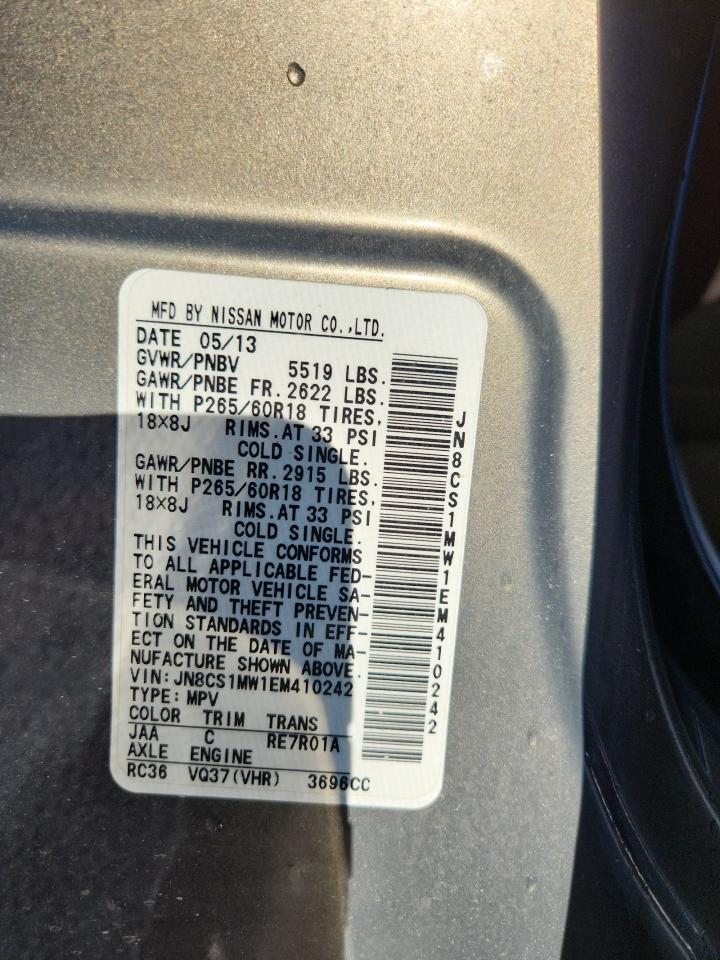 MFD BY NISSAN MOTOR CO.,LTD.
DATE 05/13
GVWR/PNBV 5519 LBS.
GAWR/PNBE FR. 2622 LBS.
WITH P265/60R18 TIRES,
18×8J RIMS.AT 33 PSI
COLD SINGLE.
GAWR/PNBE RR. 2915 LBS.
WITH P265/60R18 TIRES,
18×8J RIMS.AT 33 PSI
COLD SINGLE.
THIS VEHICLE CONFORMS
TO ALL APPLICABLE FED-
ERAL MOTOR VEHICLE SA-
FETY AND THEFT PREVEN-
TION STANDARDS IN EFF-
ECT ON THE DATE OF MA-
NUFACTURE SHOWN ABOVE.
VIN:JN8CS1MW1EM410242
TYPE:MPV
COLOR TRIM TRANS
JAA C RE7R01A
AXLE ENGINE
RC36 VQ37(VHR) 3696CC
JN8CS1MW1EM410242